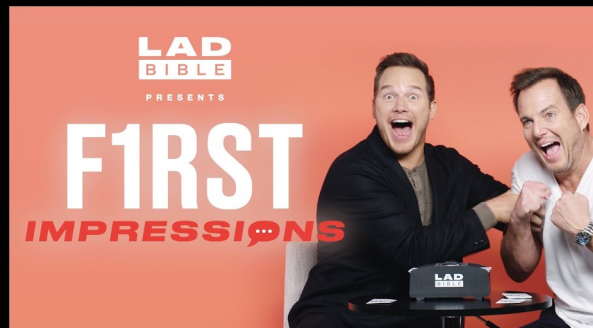 LAD
BIBLE
PRESENTS
F1RST
IMPRESSIONS
LAD
BIBLE